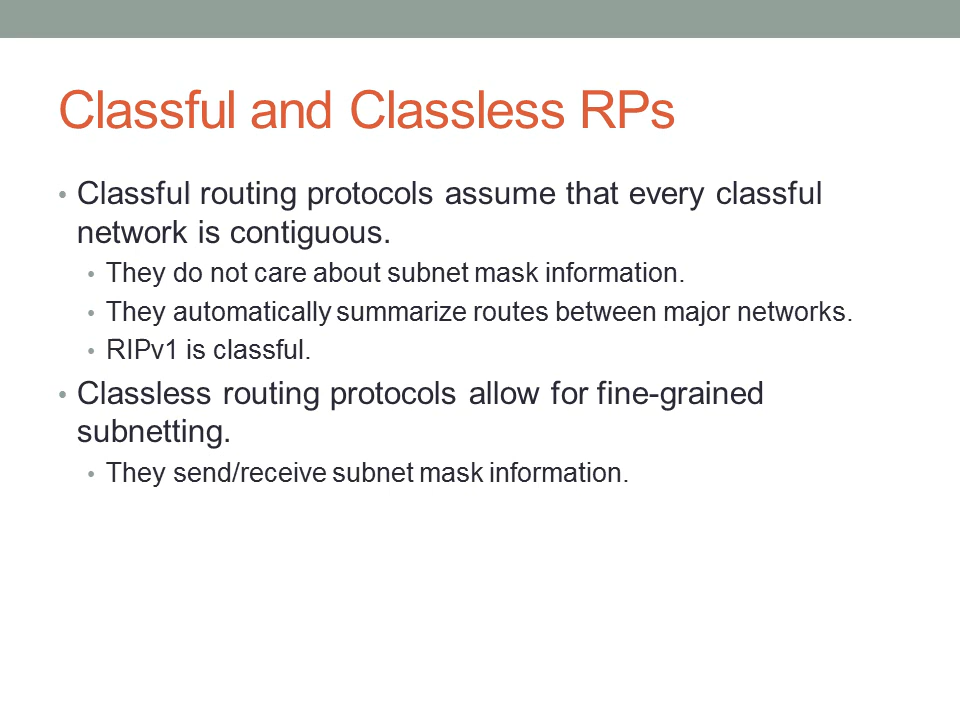 Classful and Classless RPs
• Classful routing protocols assume that every classful
network is contiguous.
• They do not care about subnet mask information.
• They automatically summarize routes between major networks.
• RIPv1 is classful.
• Classless routing protocols allow for fine-grained
subnetting.
• They send/receive subnet mask information.